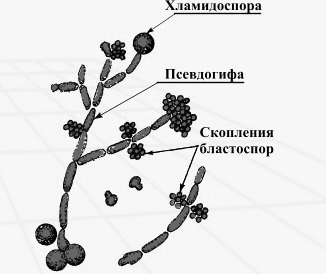 Хламидоспора
Псевдогифа
Скопления
бластоспор